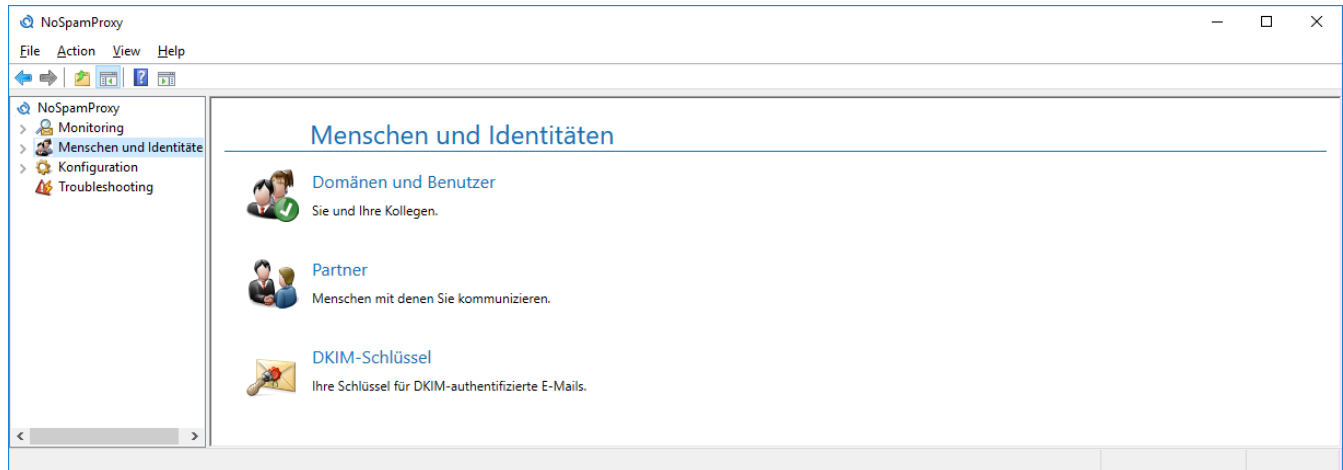 NoSpamProxy
File Action View Help
NoSpamProxy
Monitoring
Menschen und Identitäte
Konfiguration
Troubleshooting
Menschen und Identitäten
Domänen und Benutzer
Sie und Ihre Kollegen.
Partner
Menschen mit denen Sie kommunizieren.
DKIM-Schlüssel
Ihre Schlüssel für DKIM-authentifizierte E-Mails.